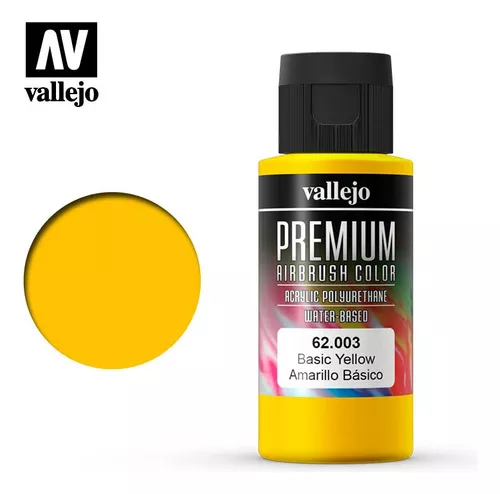 AV
vallejo
vallejo
PREMIUM
AIRBRUSH COLOR
ACRYLIC POLYURETHANE
WATER-BASED
62.003
Basic Yellow
Amarillo Básico